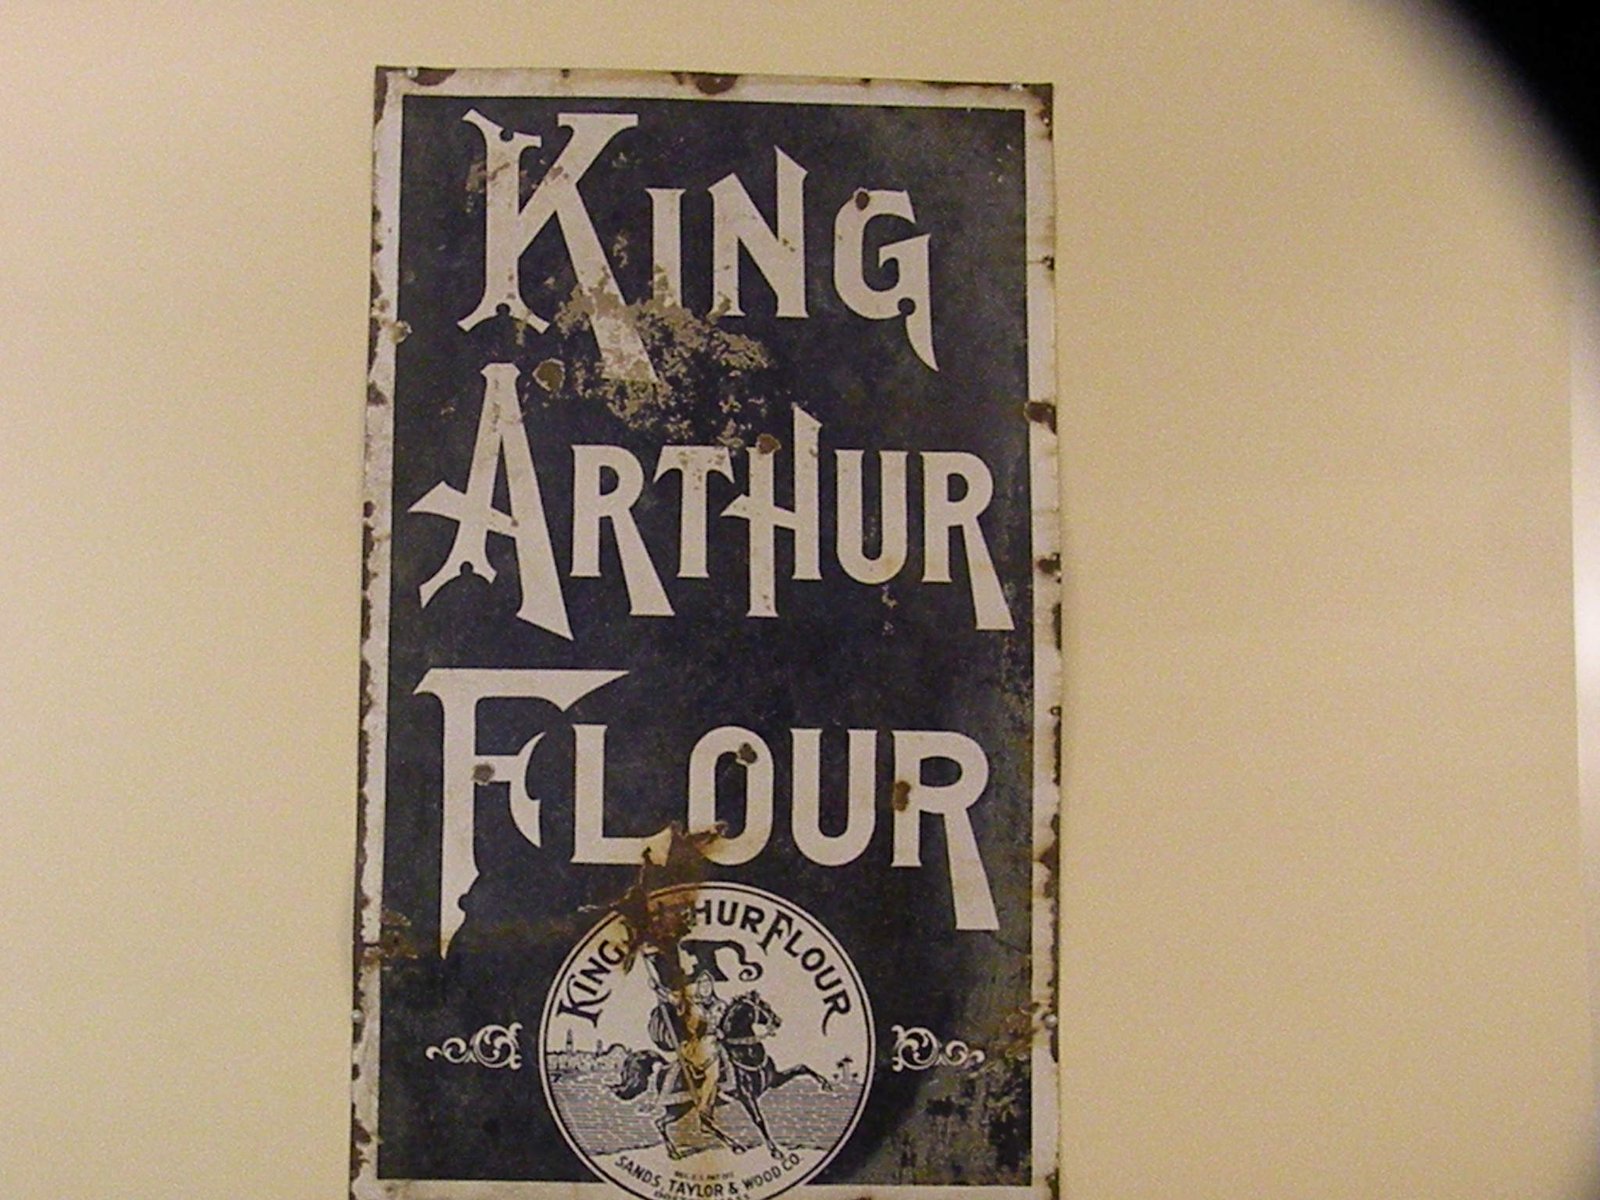 KING
ARTHUR
FLOUR
KING ARTHUR FLOUR
SANDS, TAYLOR & WOOD CO.